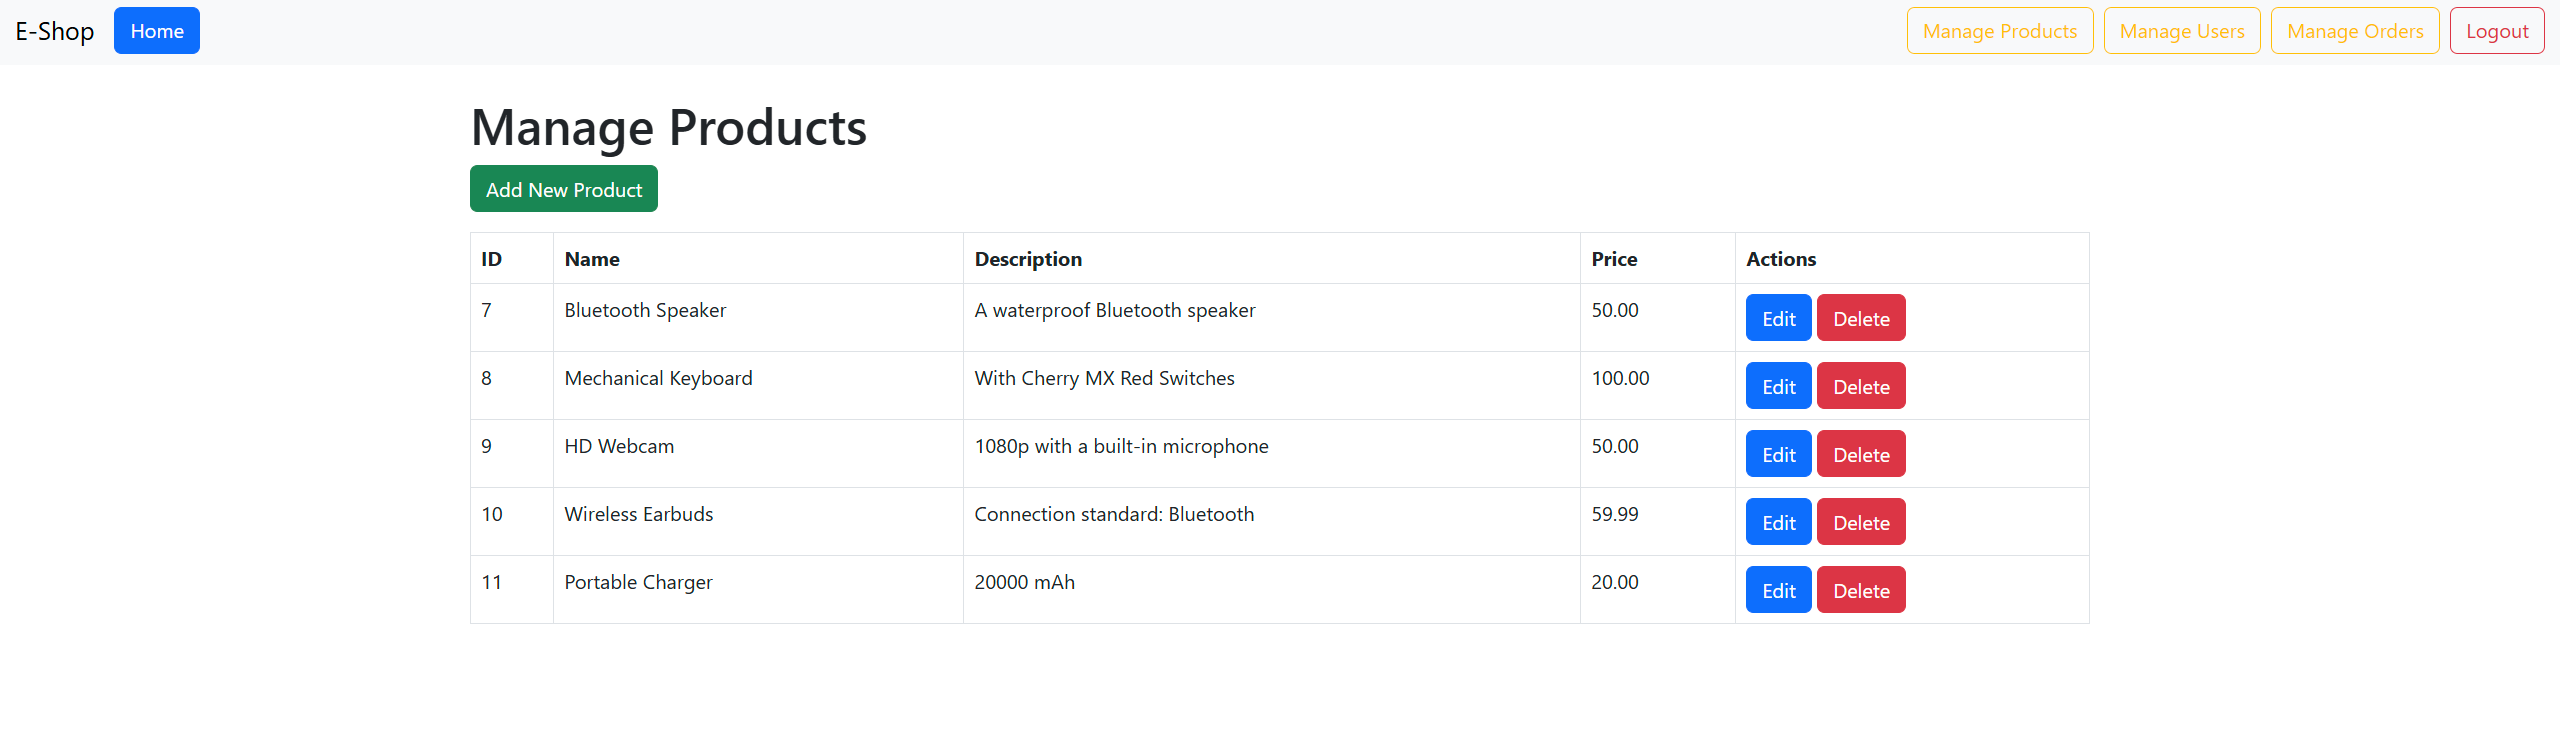 E-Shop Home Manage Products Manage Users Manage Orders Logout
Manage Products
Add New Product
ID Name Description Price Actions
7 Bluetooth Speaker A waterproof Bluetooth speaker 50.00 Edit Delete
8 Mechanical Keyboard With Cherry MX Red Switches 100.00 Edit Delete
9 HD Webcam 1080p with a built-in microphone 50.00 Edit Delete
10 Wireless Earbuds Connection standard: Bluetooth 59.99 Edit Delete
11 Portable Charger 20000 mAh 20.00 Edit Delete